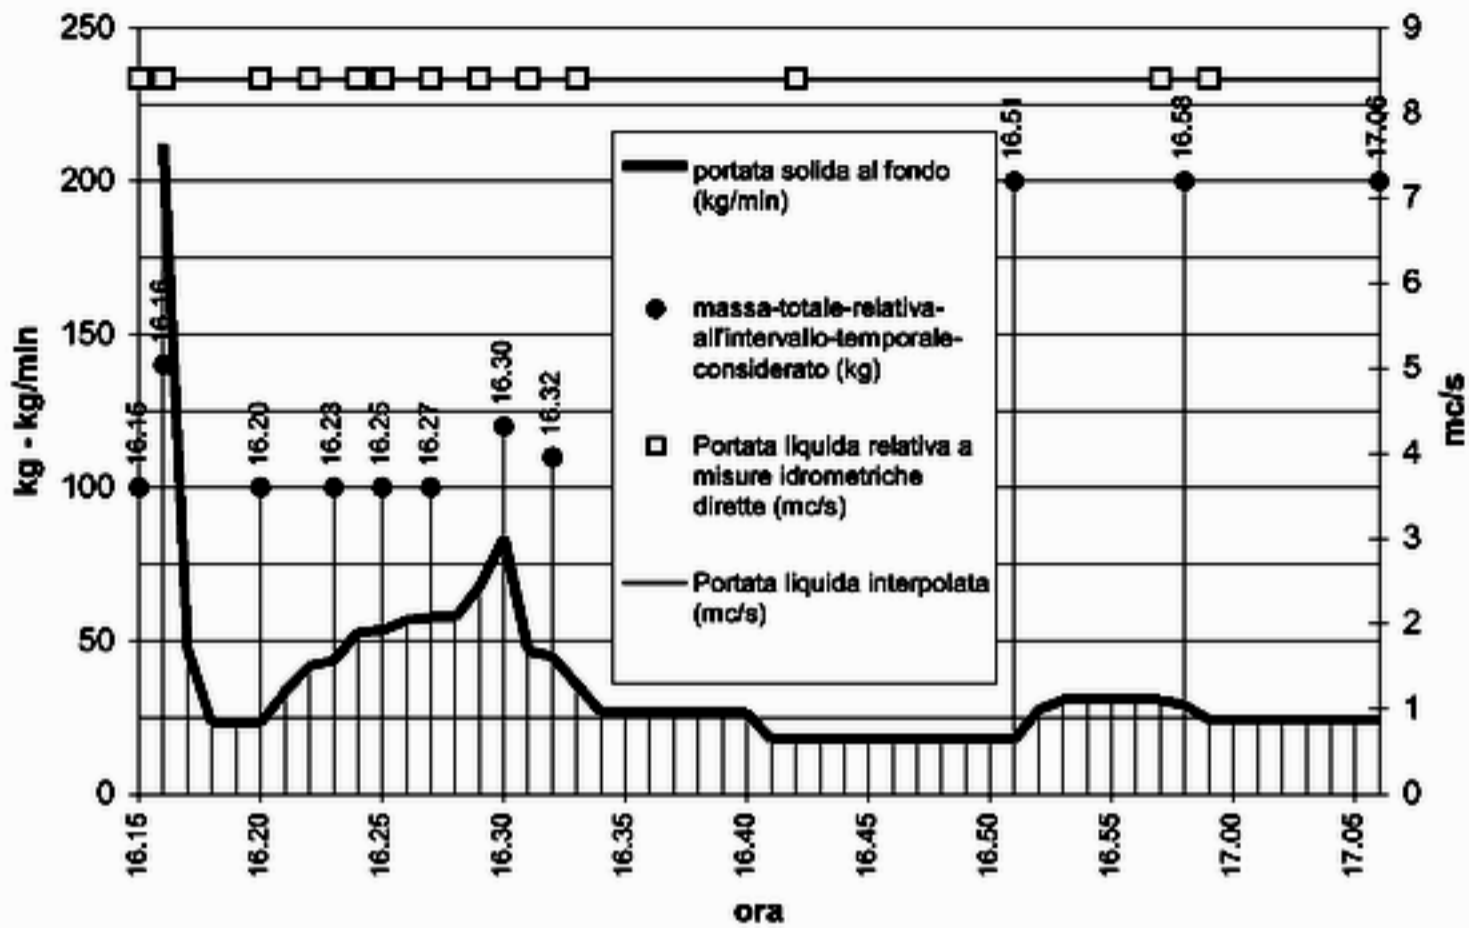 250
200
150
100
50
0
kg - kg/min
9
8
7
6
5
4
3
2
1
0
mc/s
16.15
16.16
16.20
16.23
16.25
16.27
16.30
16.32
16.51
16.58
17.06
portata solida al fondo
(kg/min)
massa-totale-relativa-
all'intervallo-temporale-
considerato (kg)
Portata liquida relativa a
misure idrometriche
dirette (mc/s)
Portata liquida interpolata
(mc/s)
16.15
16.20
16.25
16.30
16.35
16.40
16.45
16.50
16.55
17.00
17.05
ora